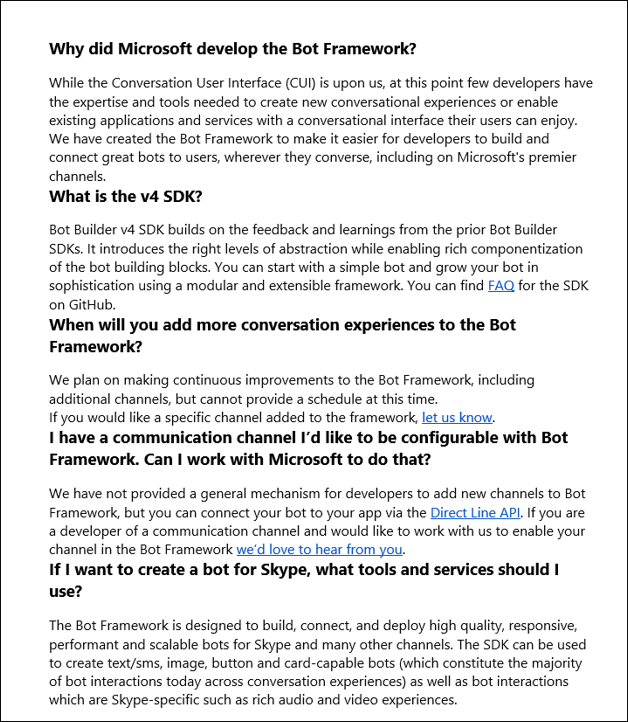 Why did Microsoft develop the Bot Framework?
While the Conversation User Interface (CUI) is upon us, at this point few developers have
the expertise and tools needed to create new conversational experiences or enable
existing applications and services with a conversational interface their users can enjoy.
We have created the Bot Framework to make it easier for developers to build and
connect great bots to users, wherever they converse, including on Microsoft's premier
channels.
What is the v4 SDK?
Bot Builder v4 SDK builds on the feedback and learnings from the prior Bot Builder
SDKs. It introduces the right levels of abstraction while enabling rich componentization
of the bot building blocks. You can start with a simple bot and grow your bot in
sophistication using a modular and extensible framework. You can find FAQ for the SDK
on GitHub.
When will you add more conversation experiences to the Bot
Framework?
We plan on making continuous improvements to the Bot Framework, including
additional channels, but cannot provide a schedule at this time.
If you would like a specific channel added to the framework, let us know.
I have a communication channel I'd like to be configurable with Bot
Framework. Can I work with Microsoft to do that?
We have not provided a general mechanism for developers to add new channels to Bot
Framework, but you can connect your bot to your app via the Direct Line API. If you are
a developer of a communication channel and would like to work with us to enable your
channel in the Bot Framework we'd love to hear from you.
If I want to create a bot for Skype, what tools and services should I
use?
The Bot Framework is designed to build, connect, and deploy high quality, responsive,
performant and scalable bots for Skype and many other channels. The SDK can be used
to create text/sms, image, button and card-capable bots (which constitute the majority
of bot interactions today across conversation experiences) as well as bot interactions
which are Skype-specific such as rich audio and video experiences.